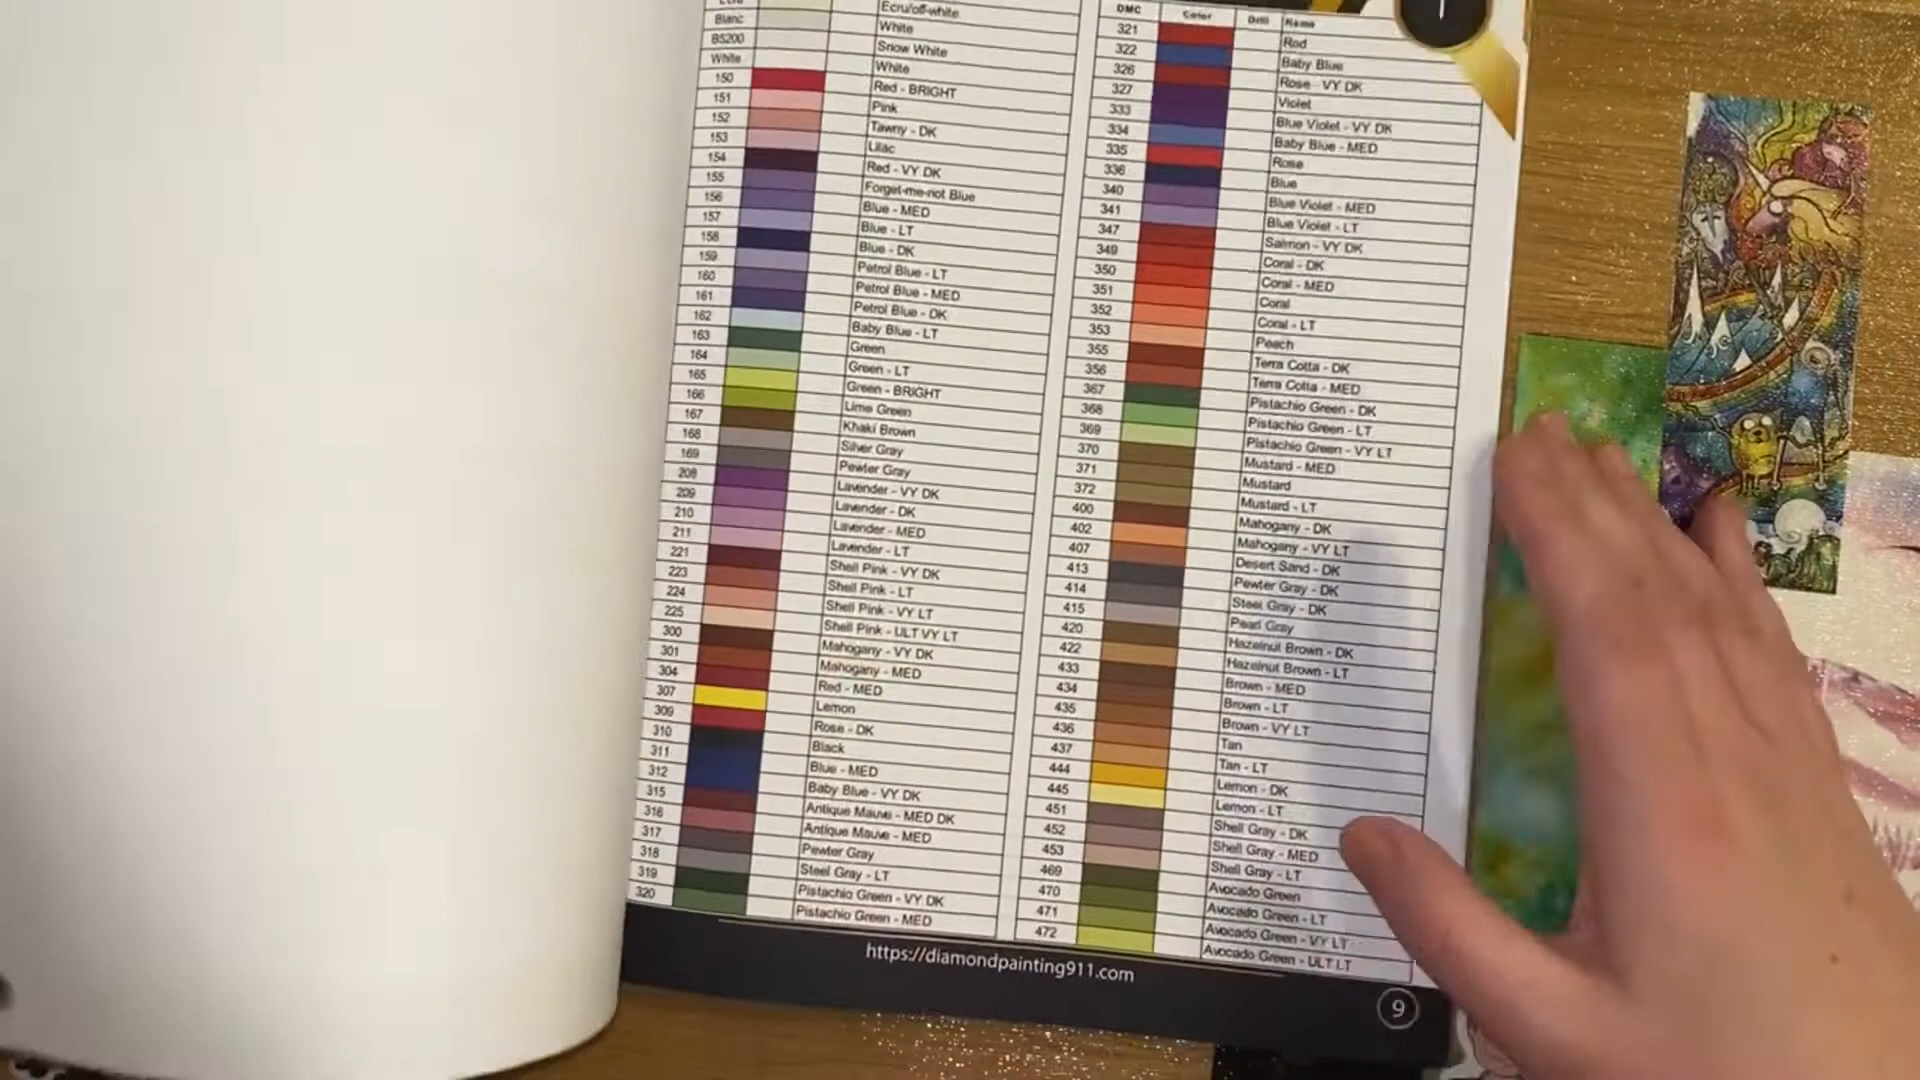 Ecru Ecru/off-white
Blanc White
B5200 Snow White
White White
150 Red - BRIGHT
151 Pink
152 Tawny - DK
153 Lilac
154 Red - VY DK
155 Forget-me-not Blue
156 Blue - MED
157 Blue - LT
158 Blue - DK
159 Petrol Blue - LT
160 Petrol Blue - MED
161 Petrol Blue - DK
162 Baby Blue - LT
163 Green
164 Green - LT
165 Green - BRIGHT
166 Lime Green
167 Khaki Brown
168 Silver Gray
169 Pewter Gray
208 Lavender - VY DK
209 Lavender - DK
210 Lavender - MED
211 Lavender - LT
221 Shell Pink - VY DK
223 Shell Pink - LT
224 Shell Pink - VY LT
225 Shell Pink - ULT VY LT
300 Mahogany - VY DK
301 Mahogany - MED
304 Red - MED
307 Lemon
309 Rose - DK
310 Black
311 Blue - MED
312 Baby Blue - VY DK
315 Antique Mauve - MED DK
316 Antique Mauve - MED
317 Pewter Gray
318 Steel Gray - LT
319 Pistachio Green - VY DK
320 Pistachio Green - MED
DMC Color Drill Name
321 Red
322 Baby Blue
326 Rose - VY DK
327 Violet
333 Blue Violet - VY DK
334 Baby Blue - MED
335 Rose
336 Blue
340 Blue Violet - MED
341 Blue Violet - LT
347 Salmon - VY DK
349 Coral - DK
350 Coral - MED
351 Coral
352 Coral - LT
353 Peach
355 Terra Cotta - DK
356 Terra Cotta - MED
367 Pistachio Green - DK
368 Pistachio Green - LT
369 Pistachio Green - VY LT
370 Mustard - MED
371 Mustard
372 Mustard - LT
400 Mahogany - DK
402 Mahogany - VY LT
407 Desert Sand - DK
413 Pewter Gray - DK
414 Steel Gray - DK
415 Pearl Gray
420 Hazelnut Brown - DK
422 Hazelnut Brown - LT
433 Brown - MED
434 Brown - LT
435 Brown - VY LT
436 Tan
437 Tan - LT
444 Lemon - DK
445 Lemon - LT
451 Shell Gray - DK
452 Shell Gray - MED
453 Shell Gray - LT
469 Avocado Green
470 Avocado Green - LT
471 Avocado Green - VY LT
472 Avocado Green - ULT LT
https://diamondpainting911.com
9